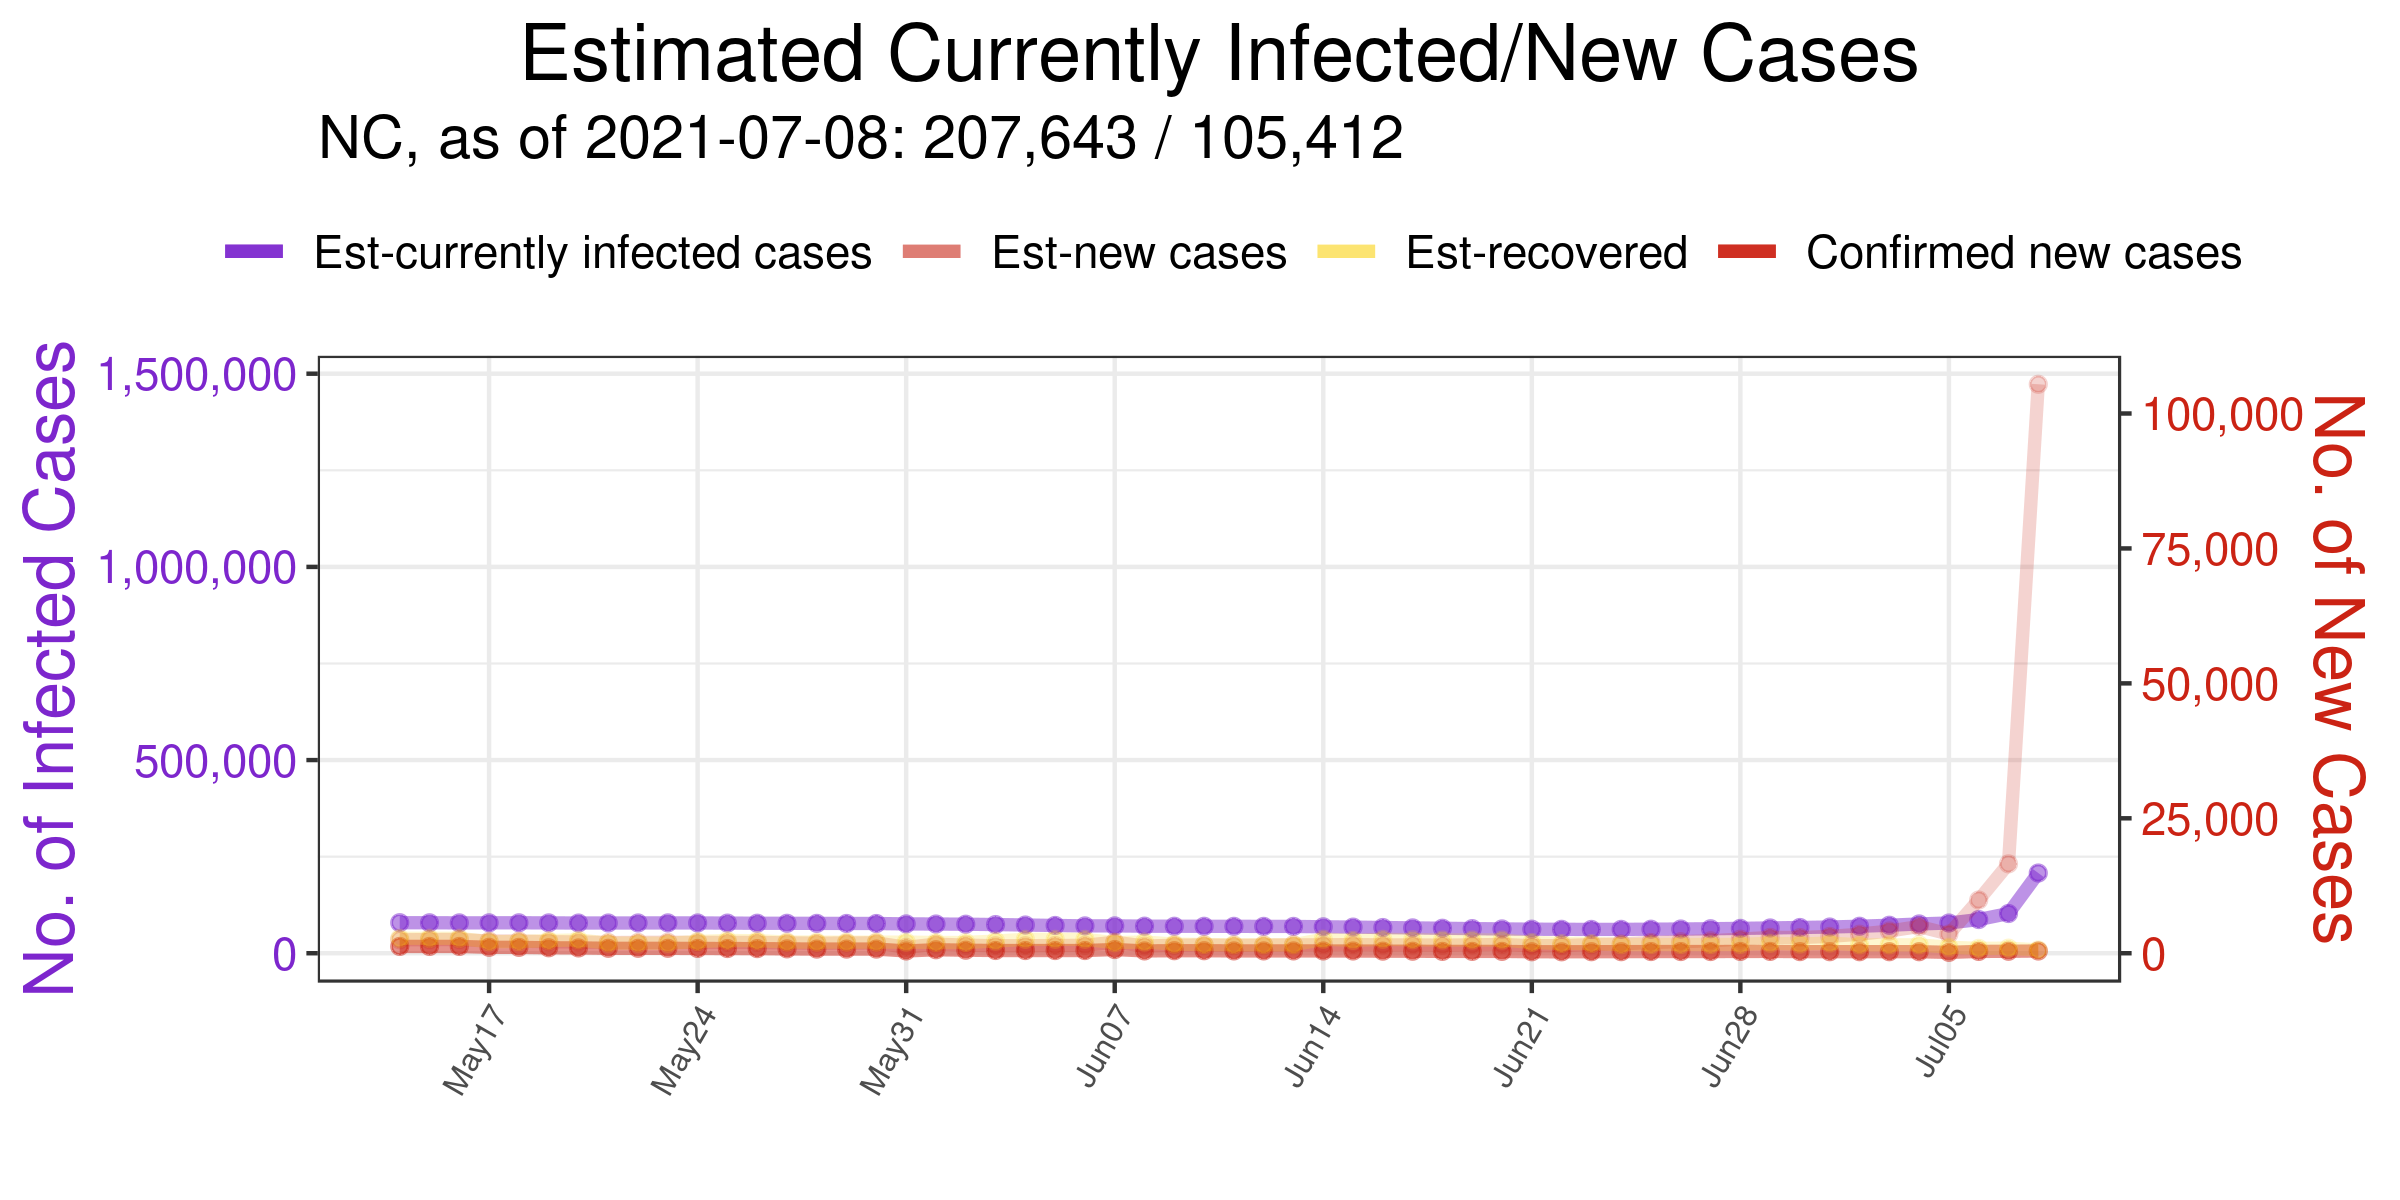 Estimated Currently Infected/New Cases
NC, as of 2021-07-08: 207,643 / 105,412
Est-currently infected cases Est-new cases Est-recovered Confirmed new cases
No. of Infected Cases
1,500,000
1,000,000
500,000
0
100,000
75,000
50,000
25,000
0
No. of New Cases
May17 May24 May31 Jun07 Jun14 Jun21 Jun28 Jul05